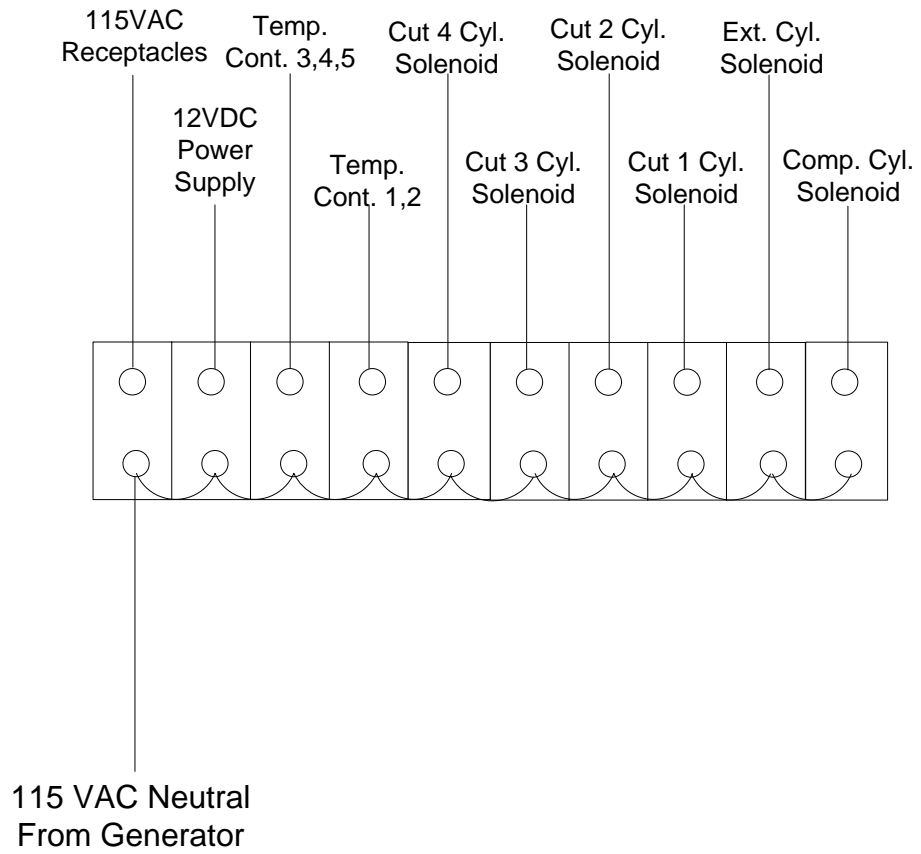 115VAC
Receptacles
Temp.
Cont. 3,4,5
Cut 4 Cyl.
Solenoid
Cut 2 Cyl.
Solenoid
Ext. Cyl.
Solenoid
12VDC
Power
Supply
Temp.
Cont. 1,2
Cut 3 Cyl.
Solenoid
Cut 1 Cyl.
Solenoid
Comp. Cyl.
Solenoid
115 VAC Neutral
From Generator